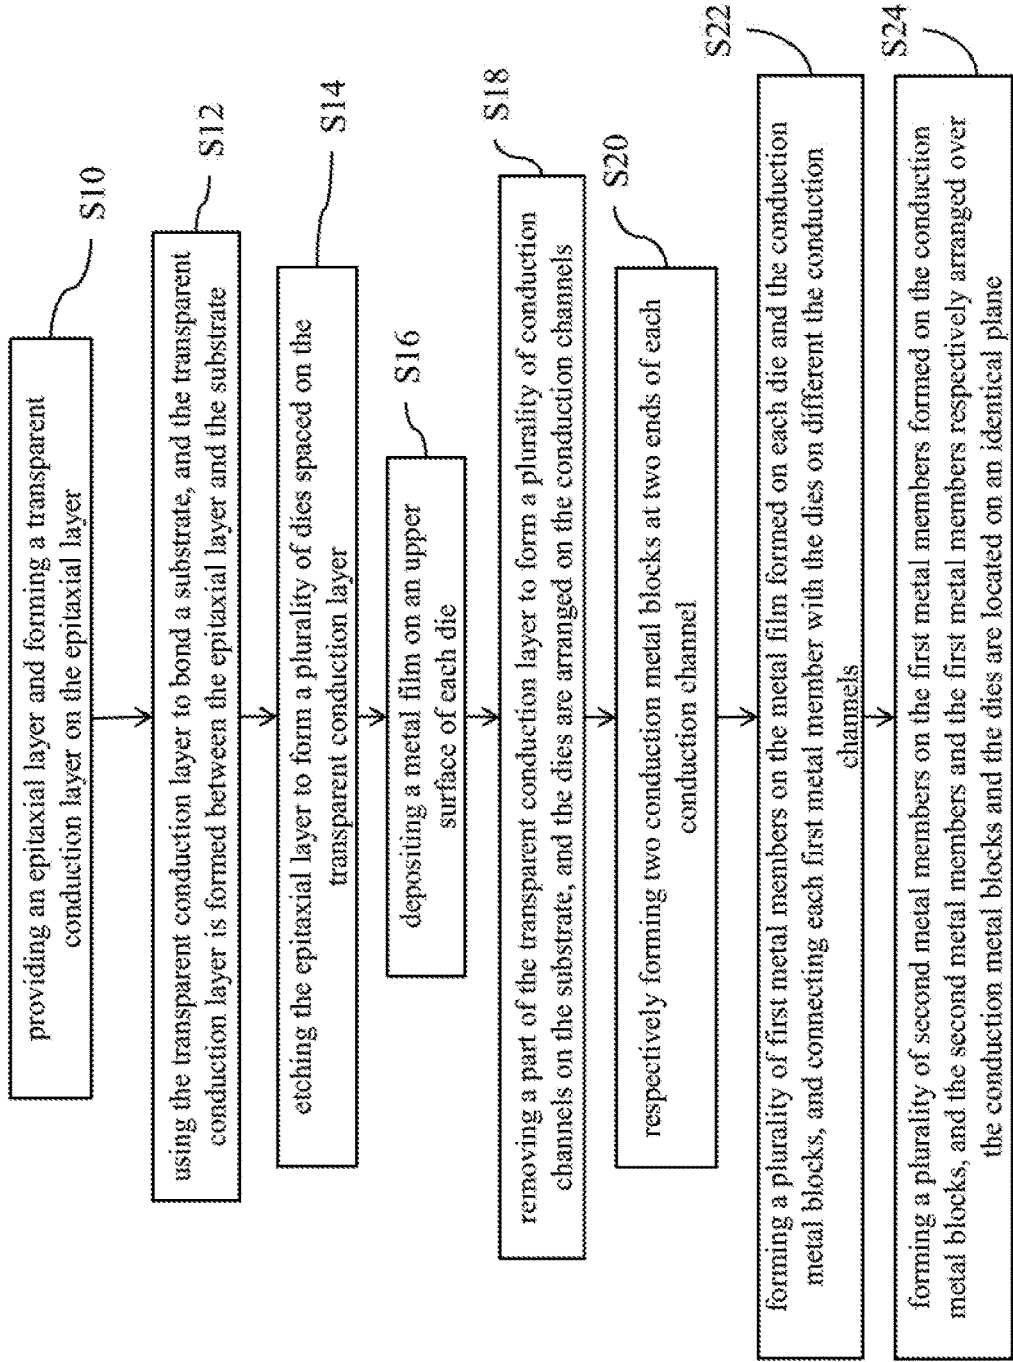 S10
providing an epitaxial layer and forming a transparent
conduction layer on the epitaxial layer
S12
using the transparent conduction layer to bond a substrate, and the transparent
conduction layer is formed between the epitaxial layer and the substrate
S14
etching the epitaxial layer to form a plurality of dies spaced on the
transparent conduction layer
S16
depositing a metal film on an upper
surface of each die
S18
removing a part of the transparent conduction layer to form a plurality of conduction
channels on the substrate, and the dies are arranged on the conduction channels
S20
respectively forming two conduction metal blocks at two ends of each
conduction channel
S22
forming a plurality of first metal members on the metal film formed on each die and the conduction
metal blocks, and connecting each first metal member with the dies on different the conduction
channels
S24
forming a plurality of second metal members on the first metal members formed on the conduction
metal blocks, and the second metal members and the first metal members respectively arranged over
the conduction metal blocks and the dies are located on an identical plane